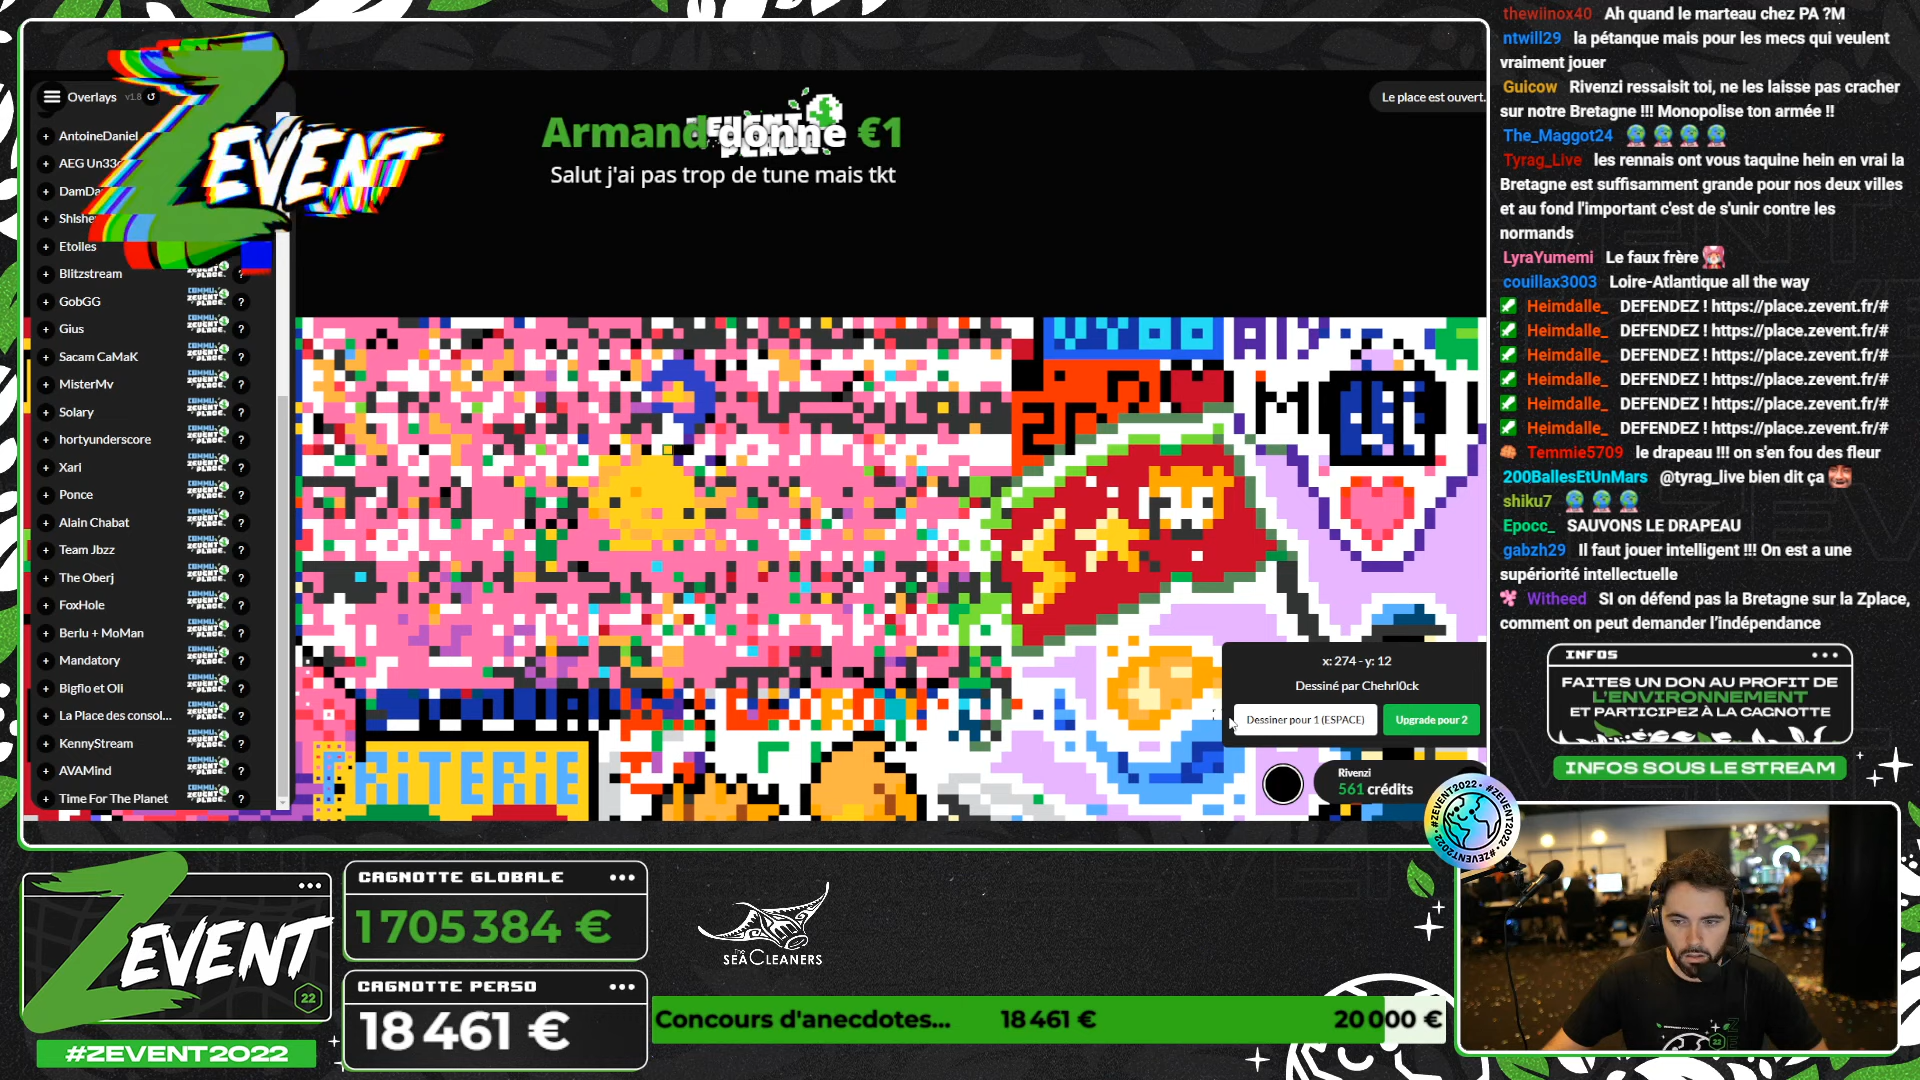 Overlays v1.8
AntoineDaniel
AEG Un33
DamDa
Shishe
Etoiles
Blitzstream
GobGG
Gius
Sacam CaMaK
MisterMv
Solary
hortyunderscore
Xari
Ponce
Alain Chabat
Team Jbzz
The Oberj
FoxHole
Berlu + MoMan
Mandatory
Bigflo et Oli
La Place des consol...
KennyStream
AVAMind
Time For The Planet
ZEVENT
Armand donne €1
Salut j'ai pas trop de tune mais tkt
Le place est ouvert.
RiTERiE
x: 274 - y: 12
Dessiné par Chehrl0ck
Dessiner pour 1 (ESPACE)
Upgrade pour 2
Rivenzi
561 crédits
thewiinox40 Ah quand le marteau chez PA ?M
ntwill29 la pétanque mais pour les mecs qui veulent
vraiment jouer
Guicow Rivenzi ressaisit toi, ne les laisse pas cracher
sur notre Bretagne !!! Monopolise ton armée !!
The_Maggot24
Tyrag_Live les rennais ont vous taquine hein en vrai la
Bretagne est suffisamment grande pour nos deux villes
et au fond l'important c'est de s'unir contre les
normands
LyraYumemi Le faux frère
couillax3003 Loire-Atlantique all the way
Heimdalle_ DEFENDEZ ! https://place.zevent.fr/#
Heimdalle_ DEFENDEZ ! https://place.zevent.fr/#
Heimdalle_ DEFENDEZ ! https://place.zevent.fr/#
Heimdalle_ DEFENDEZ ! https://place.zevent.fr/#
Heimdalle_ DEFENDEZ ! https://place.zevent.fr/#
Heimdalle_ DEFENDEZ ! https://place.zevent.fr/#
Temmie5709 le drapeau !!! on s'en fou des fleur
200BallesEtUnMars @tyrag_live bien dit ça
shiku7
Epocc_ SAUVONS LE DRAPEAU
gabzh29 Il faut jouer intelligent !!! On est a une
supériorité intellectuelle
Witheed SI on défend pas la Bretagne sur la Zplace,
comment on peut demander l'indépendance
INFOS
FAITES UN DON AU PROFIT DE
L'ENVIRONNEMENT
ET PARTICIPEZ À LA CAGNOTTE
INFOS SOUS LE STREAM
#ZEVENT2022 • #ZEVENT2022 • #ZEVENT2022
ZEVENT
22
#ZEVENT2022
CAGNOTTE GLOBALE
1 705 384 €
CAGNOTTE PERSO
18 461 €
The SEACLEANERS
Concours d'anecdotes... 18 461 € 20 000 €